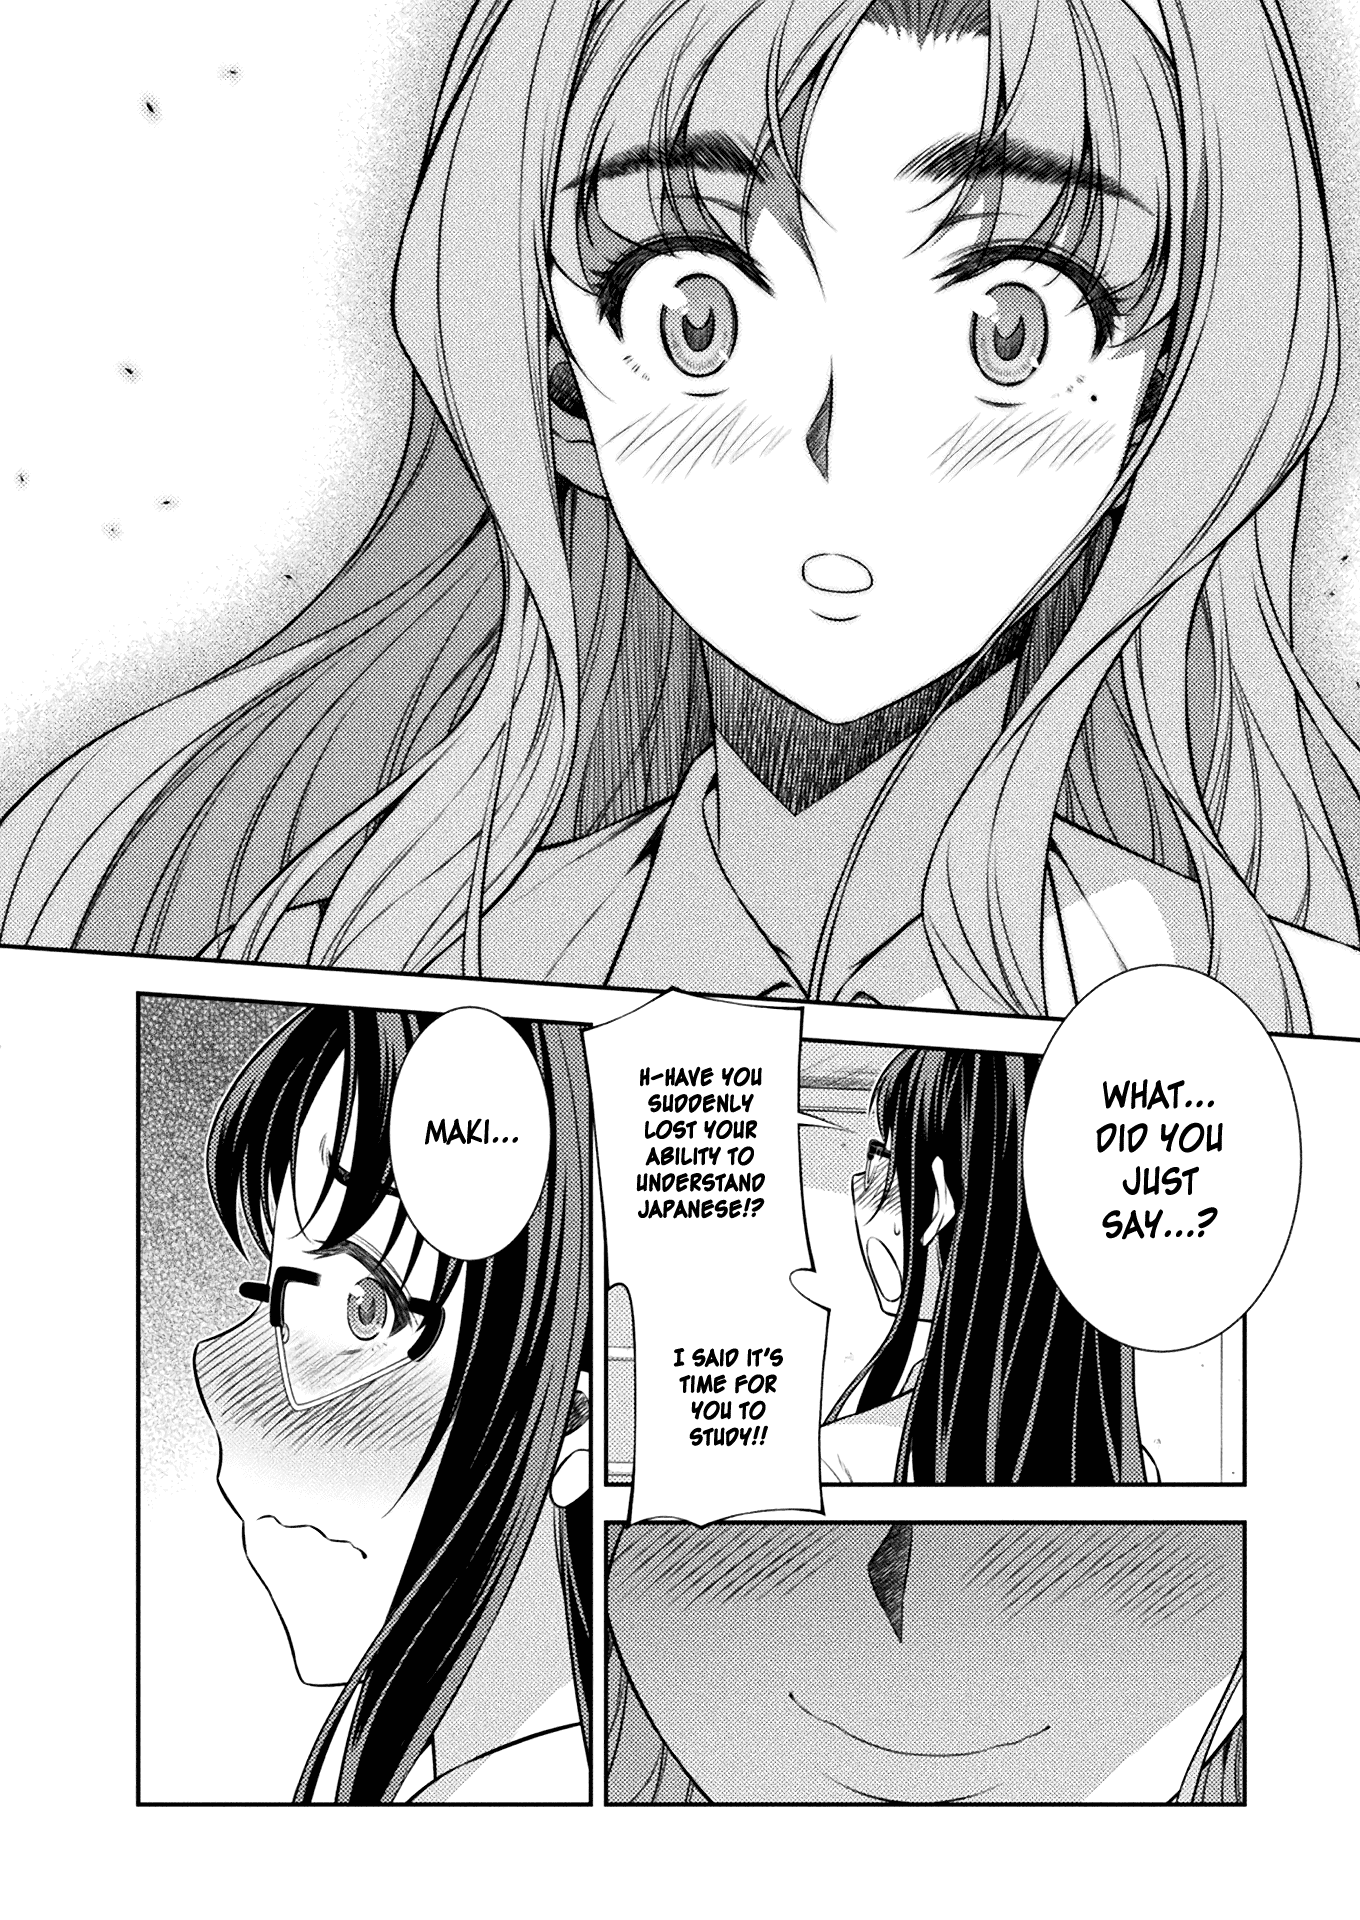 WHAT...
DID YOU
JUST
SAY...?
H-HAVE YOU
SUDDENLY
LOST YOUR
ABILITY TO
UNDERSTAND
JAPANESE!?
I SAID IT'S
TIME FOR
YOU TO
STUDY!!
MAKI...